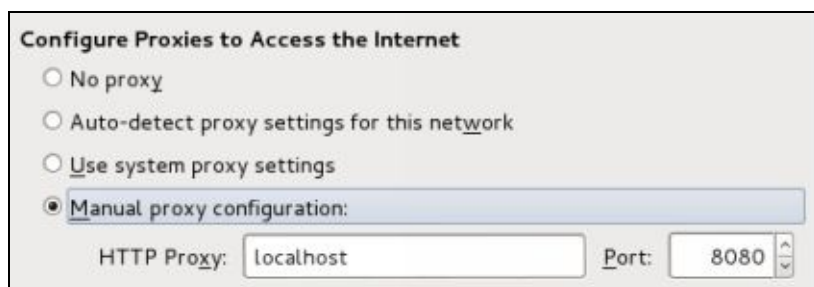 Configure Proxies to Access the Internet
No proxy
Auto-detect proxy settings for this network
Use system proxy settings
Manual proxy configuration:
HTTP Proxy: localhost Port: 8080